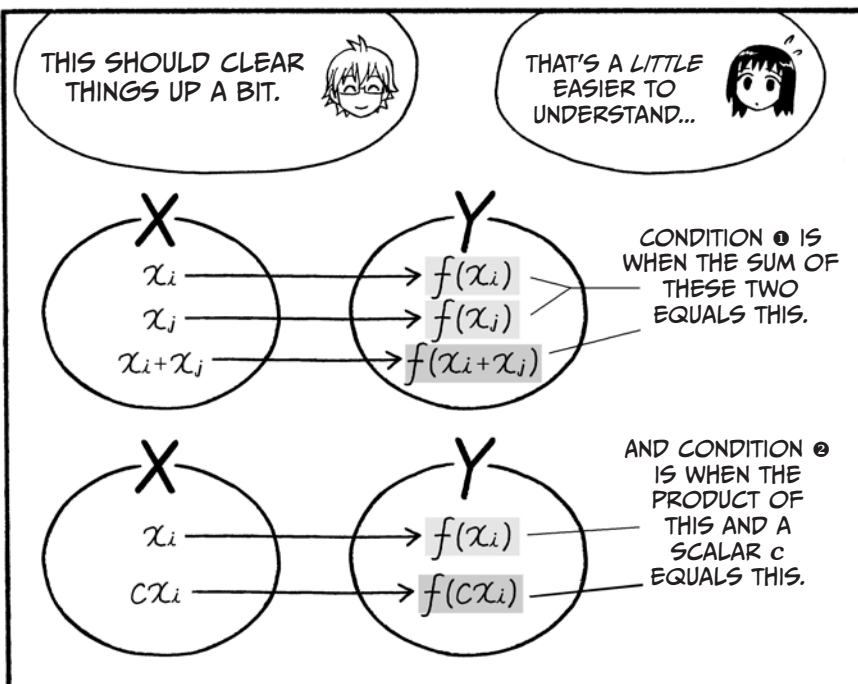 THIS SHOULD CLEAR
THINGS UP A BIT.
THAT'S A LITTLE
EASIER TO
UNDERSTAND...
X
Y
xi
f(xi)
xj
f(xj)
xi+xj
f(xi+xj)
CONDITION ❶ IS
WHEN THE SUM OF
THESE TWO
EQUALS THIS.
X
Y
xi
f(xi)
cxi
f(cxi)
AND CONDITION ❷
IS WHEN THE
PRODUCT OF
THIS AND A
SCALAR c
EQUALS THIS.